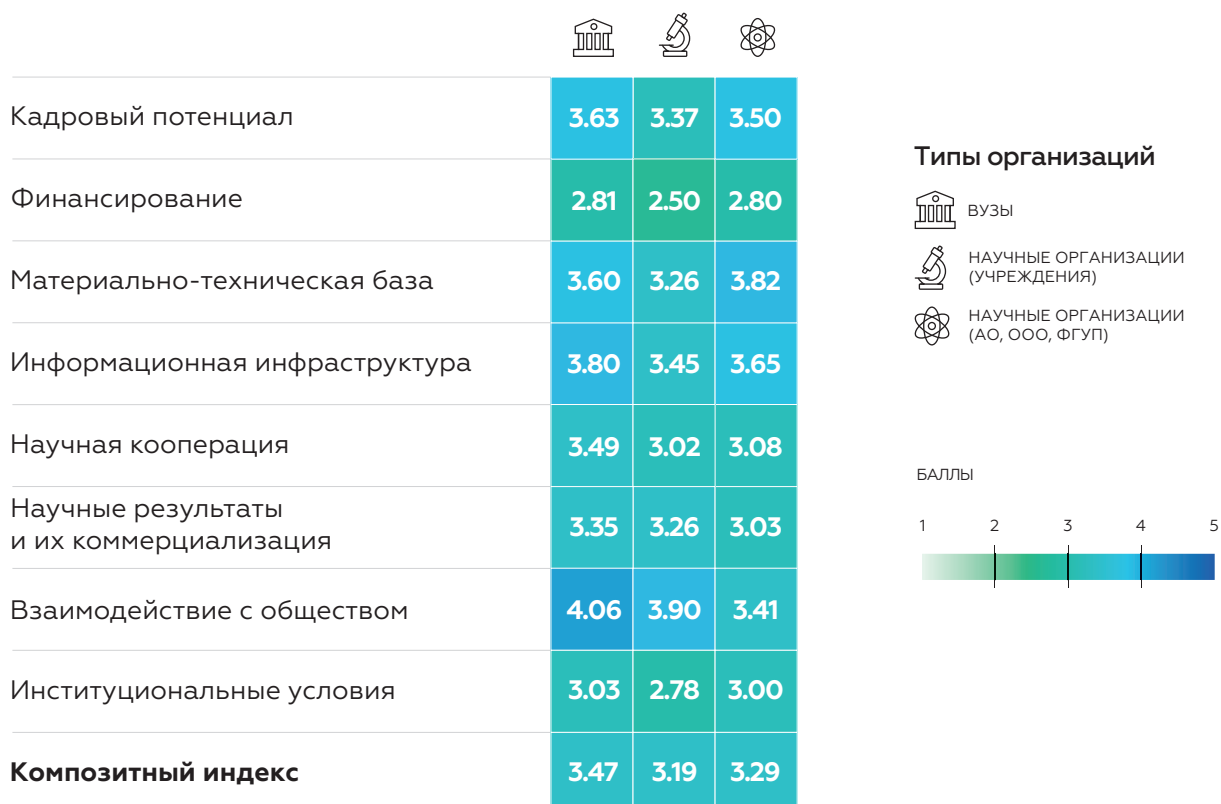 Кадровый потенциал 3.63 3.37 3.50
Финансирование 2.81 2.50 2.80
Материально-техническая база 3.60 3.26 3.82
Информационная инфраструктура 3.80 3.45 3.65
Научная кооперация 3.49 3.02 3.08
Научные результаты
и их коммерциализация 3.35 3.26 3.03
Взаимодействие с обществом 4.06 3.90 3.41
Институциональные условия 3.03 2.78 3.00
Композитный индекс 3.47 3.19 3.29
Типы организаций
ВУЗЫ
НАУЧНЫЕ ОРГАНИЗАЦИИ
(УЧРЕЖДЕНИЯ)
НАУЧНЫЕ ОРГАНИЗАЦИИ
(АО, ООО, ФГУП)
БАЛЛЫ
1 2 3 4 5